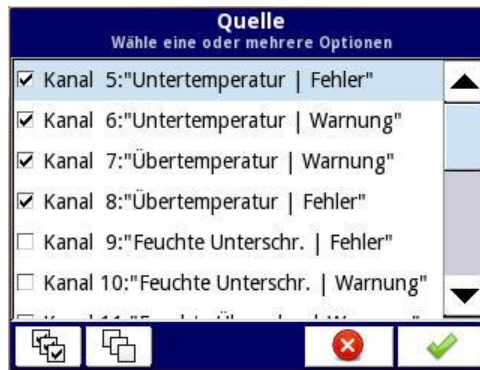 Quelle
Wähle eine oder mehrere Optionen
Kanal 5:"Untertemperatur | Fehler"
Kanal 6:"Untertemperatur | Warnung"
Kanal 7:"Übertemperatur | Warnung"
Kanal 8:"Übertemperatur | Fehler"
Kanal 9:"Feuchte Unterschr. | Fehler"
Kanal 10:"Feuchte Unterschr. | Warnung"